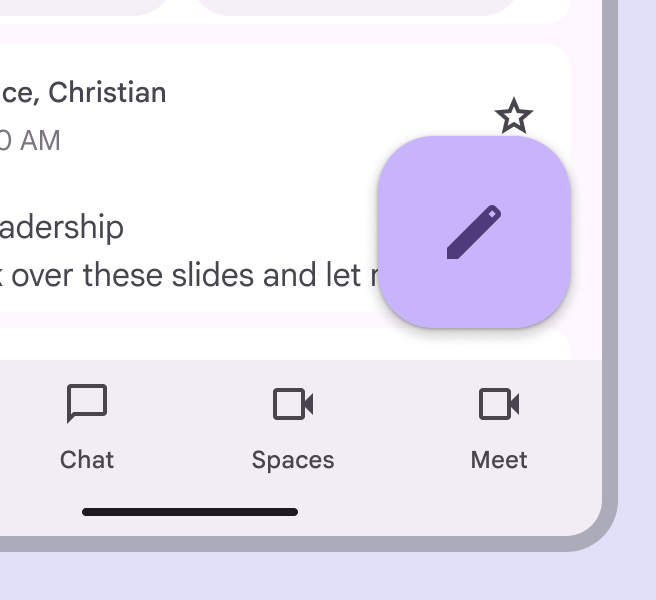 ce, Christian
0 AM
adership
over these slides and let
Chat
Spaces
Meet